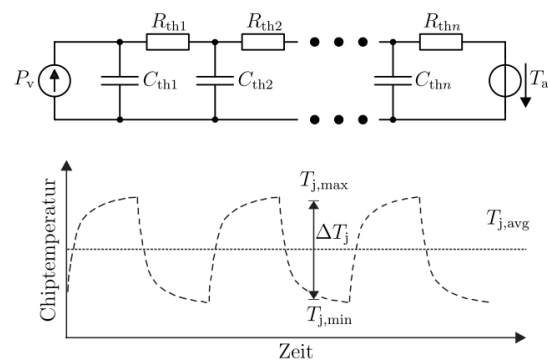 R_th1 R_th2 R_thn
P_v C_th1 C_th2 C_thn T_a
T_j,max
T_j,avg
ΔT_j
T_j,min
Chiptemperatur
Zeit